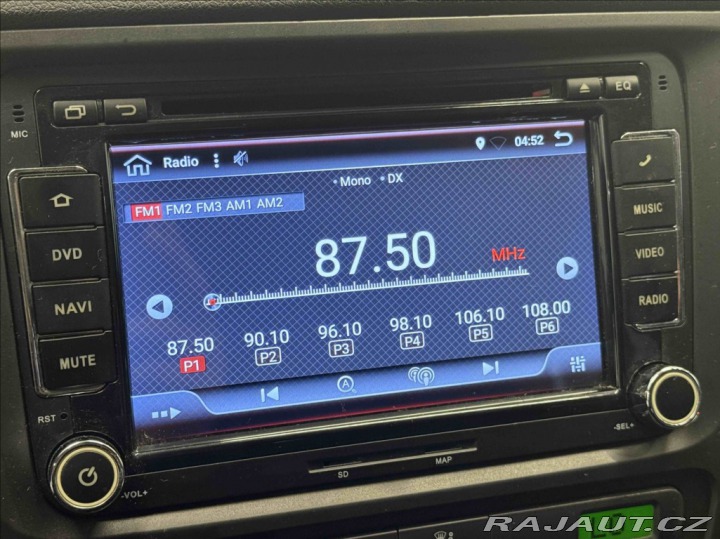 MIC
EQ
Radio
04:52
Mono DX
FM1 FM2 FM3 AM1 AM2
87.50 MHz
87.50 90.10 96.10 98.10 106.10 108.00
P1 P2 P3 P4 P5 P6
DVD
NAVI
MUTE
MUSIC
VIDEO
RADIO
RST
-VOL+
SD
MAP
-SEL+
RAJAUT.CZ